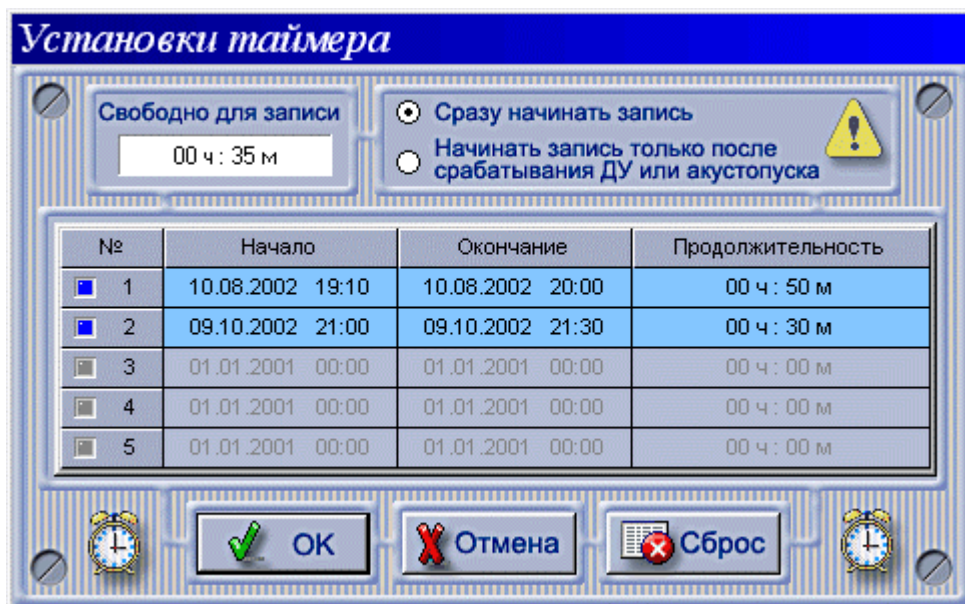 Установки таймера
Свободно для записи
00 ч : 35 м
Сразу начинать запись
Начинать запись только после
срабатывания ДУ или акустопуска
№ Начало Окончание Продолжительность
1 10.08.2002 19:10 10.08.2002 20:00 00 ч : 50 м
2 09.10.2002 21:00 09.10.2002 21:30 00 ч : 30 м
3 01.01.2001 00:00 01.01.2001 00:00 00 ч : 00 м
4 01.01.2001 00:00 01.01.2001 00:00 00 ч : 00 м
5 01.01.2001 00:00 01.01.2001 00:00 00 ч : 00 м
OK Отмена Сброс